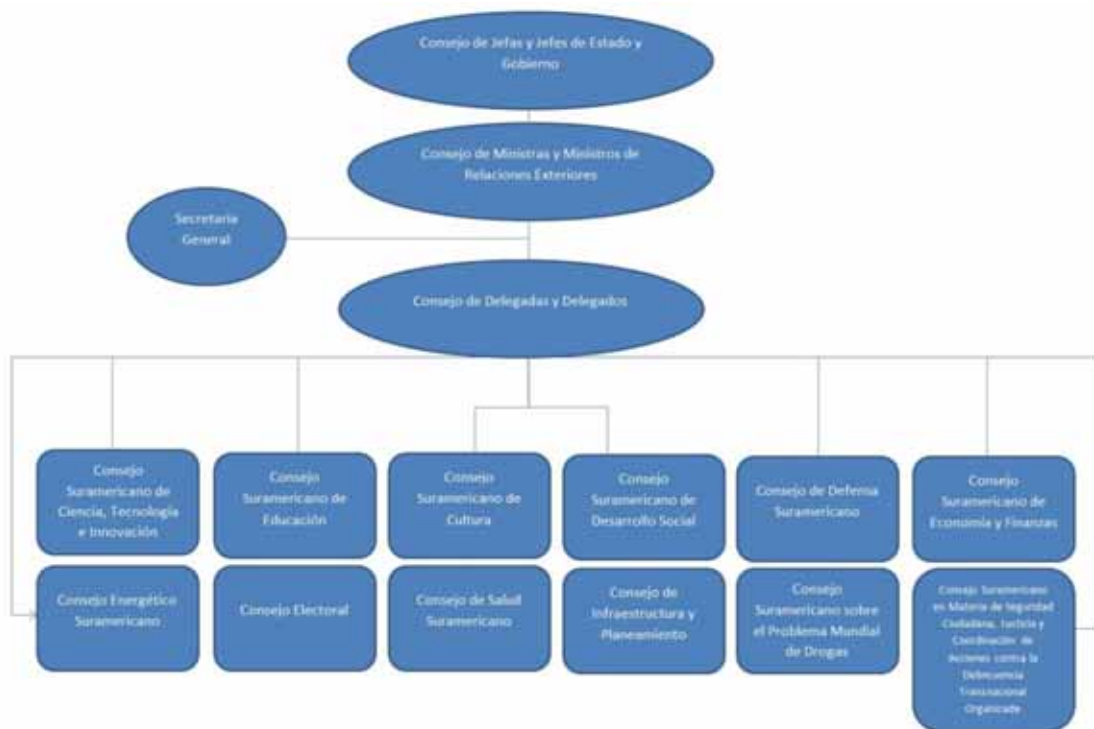 Consejo de Jefas y Jefes de Estado y
Gobierno
Consejo de Ministras y Ministros de
Relaciones Exteriores
Secretaría
General
Consejo de Delegadas y Delegados
Consejo
Suramericano de
Ciencia, Tecnología
e Innovación
Consejo
Suramericano de
Educación
Consejo
Suramericano de
Cultura
Consejo
Suramericano de
Desarrollo Social
Consejo de Defensa
Suramericano
Consejo
Suramericano de
Economía y Finanzas
Consejo Energético
Suramericano
Consejo Electoral
Consejo de Salud
Suramericano
Consejo de
Infraestructura y
Planeamiento
Consejo
Suramericano sobre
el Problema Mundial
de Drogas
Consejo Suramericano
en Materia de Seguridad
Ciudadana, Justicia y
Coordinación de
Acciones contra la
Delincuencia
Transnacional
Organizade